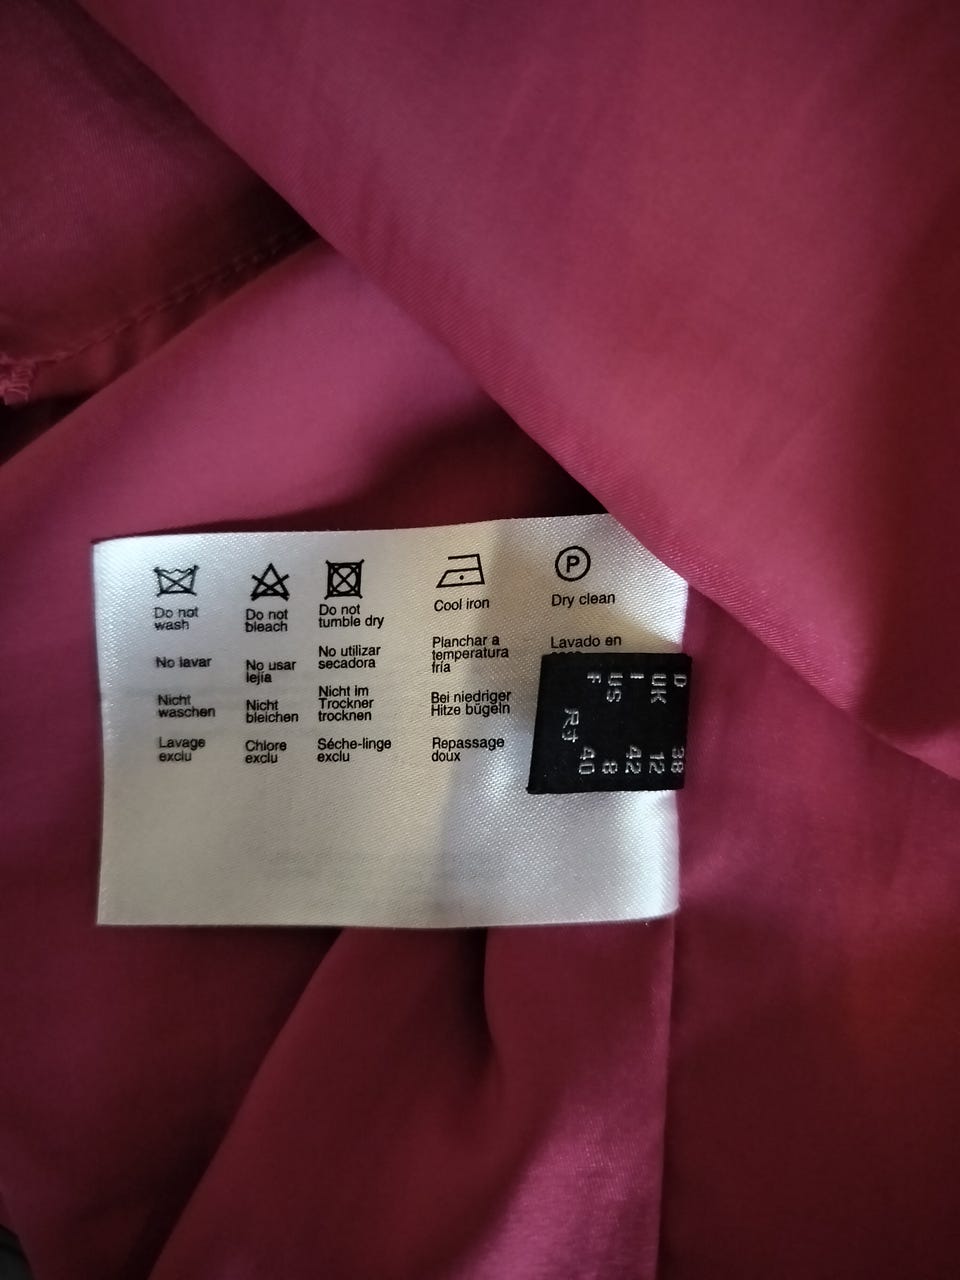 Do not
wash
No lavar
Nicht
waschen
Lavage
exclu
Do not
bleach
No usar
lejía
Nicht
bleichen
Chlore
exclu
Do not
tumble dry
No utilizar
secadora
Nicht im
Trockner
trocknen
Séche-linge
exclu
Cool iron
Planchar a
temperatura
fría
Bei niedriger
Hitze bügeln
Repassage
doux
P
Dry clean
Lavado en
D 38
UK 12
I 42
US 8
F 40
尺寸